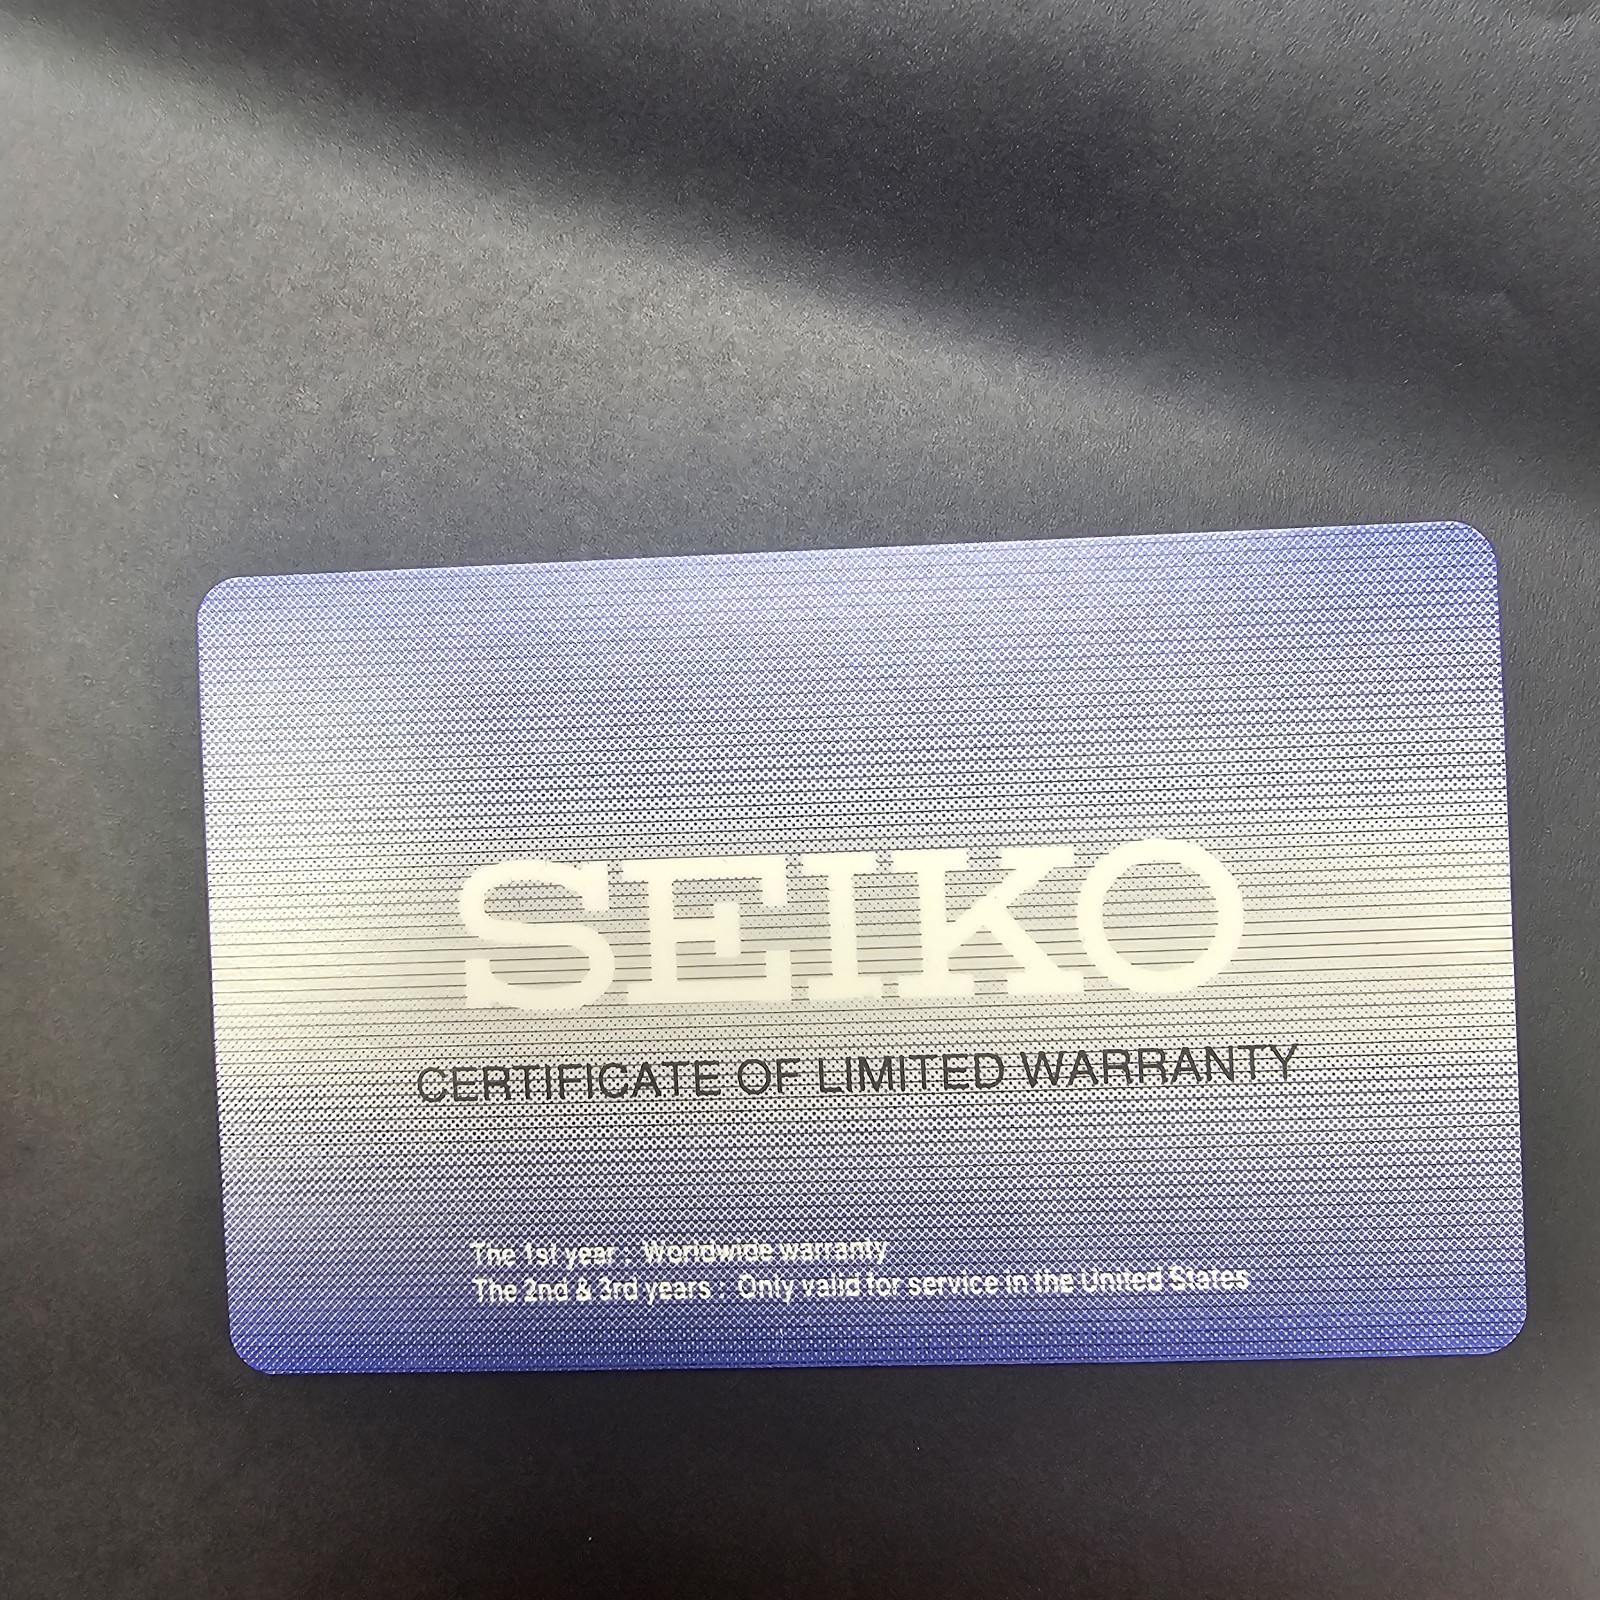 SEIKO
CERTIFICATE OF LIMITED WARRANTY
The 1st year : Worldwide warranty
The 2nd & 3rd years : Only valid for service in the United States